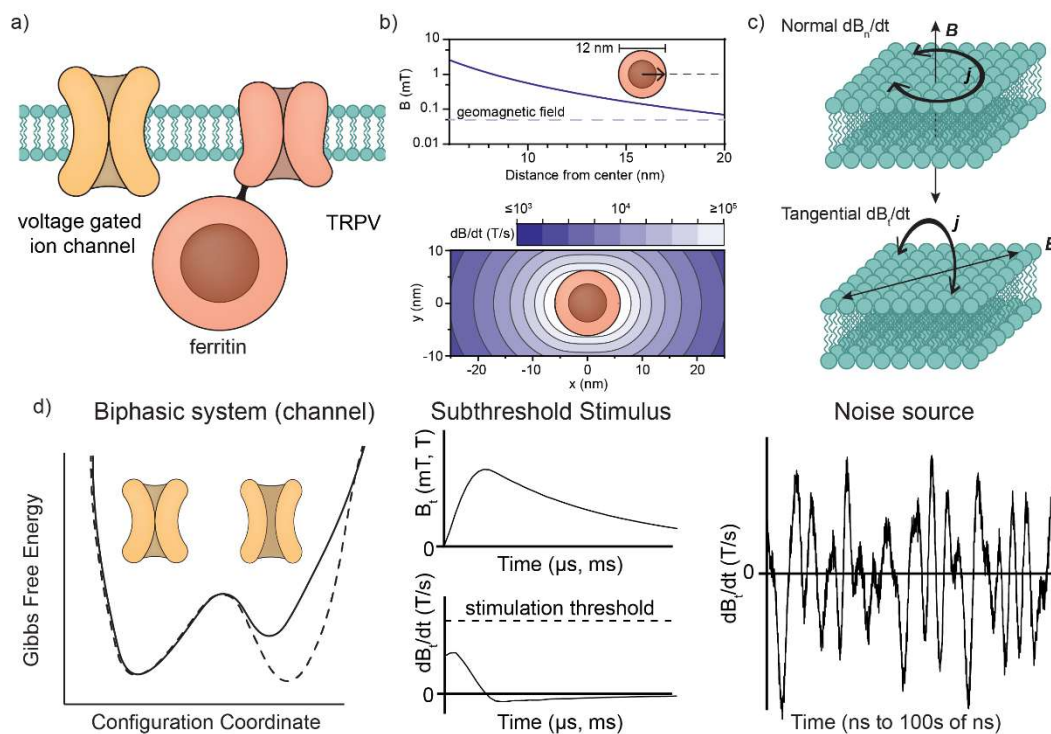 a)
voltage gated
ion channel
TRPV
ferritin
b)
12 nm
B (mT)
10
1
0.1
0.01
geomagnetic field
10
15
20
Distance from center (nm)
≤10³
10⁴
≥10⁵
dB/dt (T/s)
y (nm)
10
0
-10
-20
-10
0
10
20
x (nm)
c)
Normal dBₙ/dt
B
j
Tangential dBₜ/dt
j
B
d)
Biphasic system (channel)
Gibbs Free Energy
Configuration Coordinate
Subthreshold Stimulus
Bₜ (mT, T)
0
Time (µs, ms)
dBₜ/dt (T/s)
stimulation threshold
0
Time (µs, ms)
Noise source
dBₜ/dt (T/s)
0
Time (ns to 100s of ns)